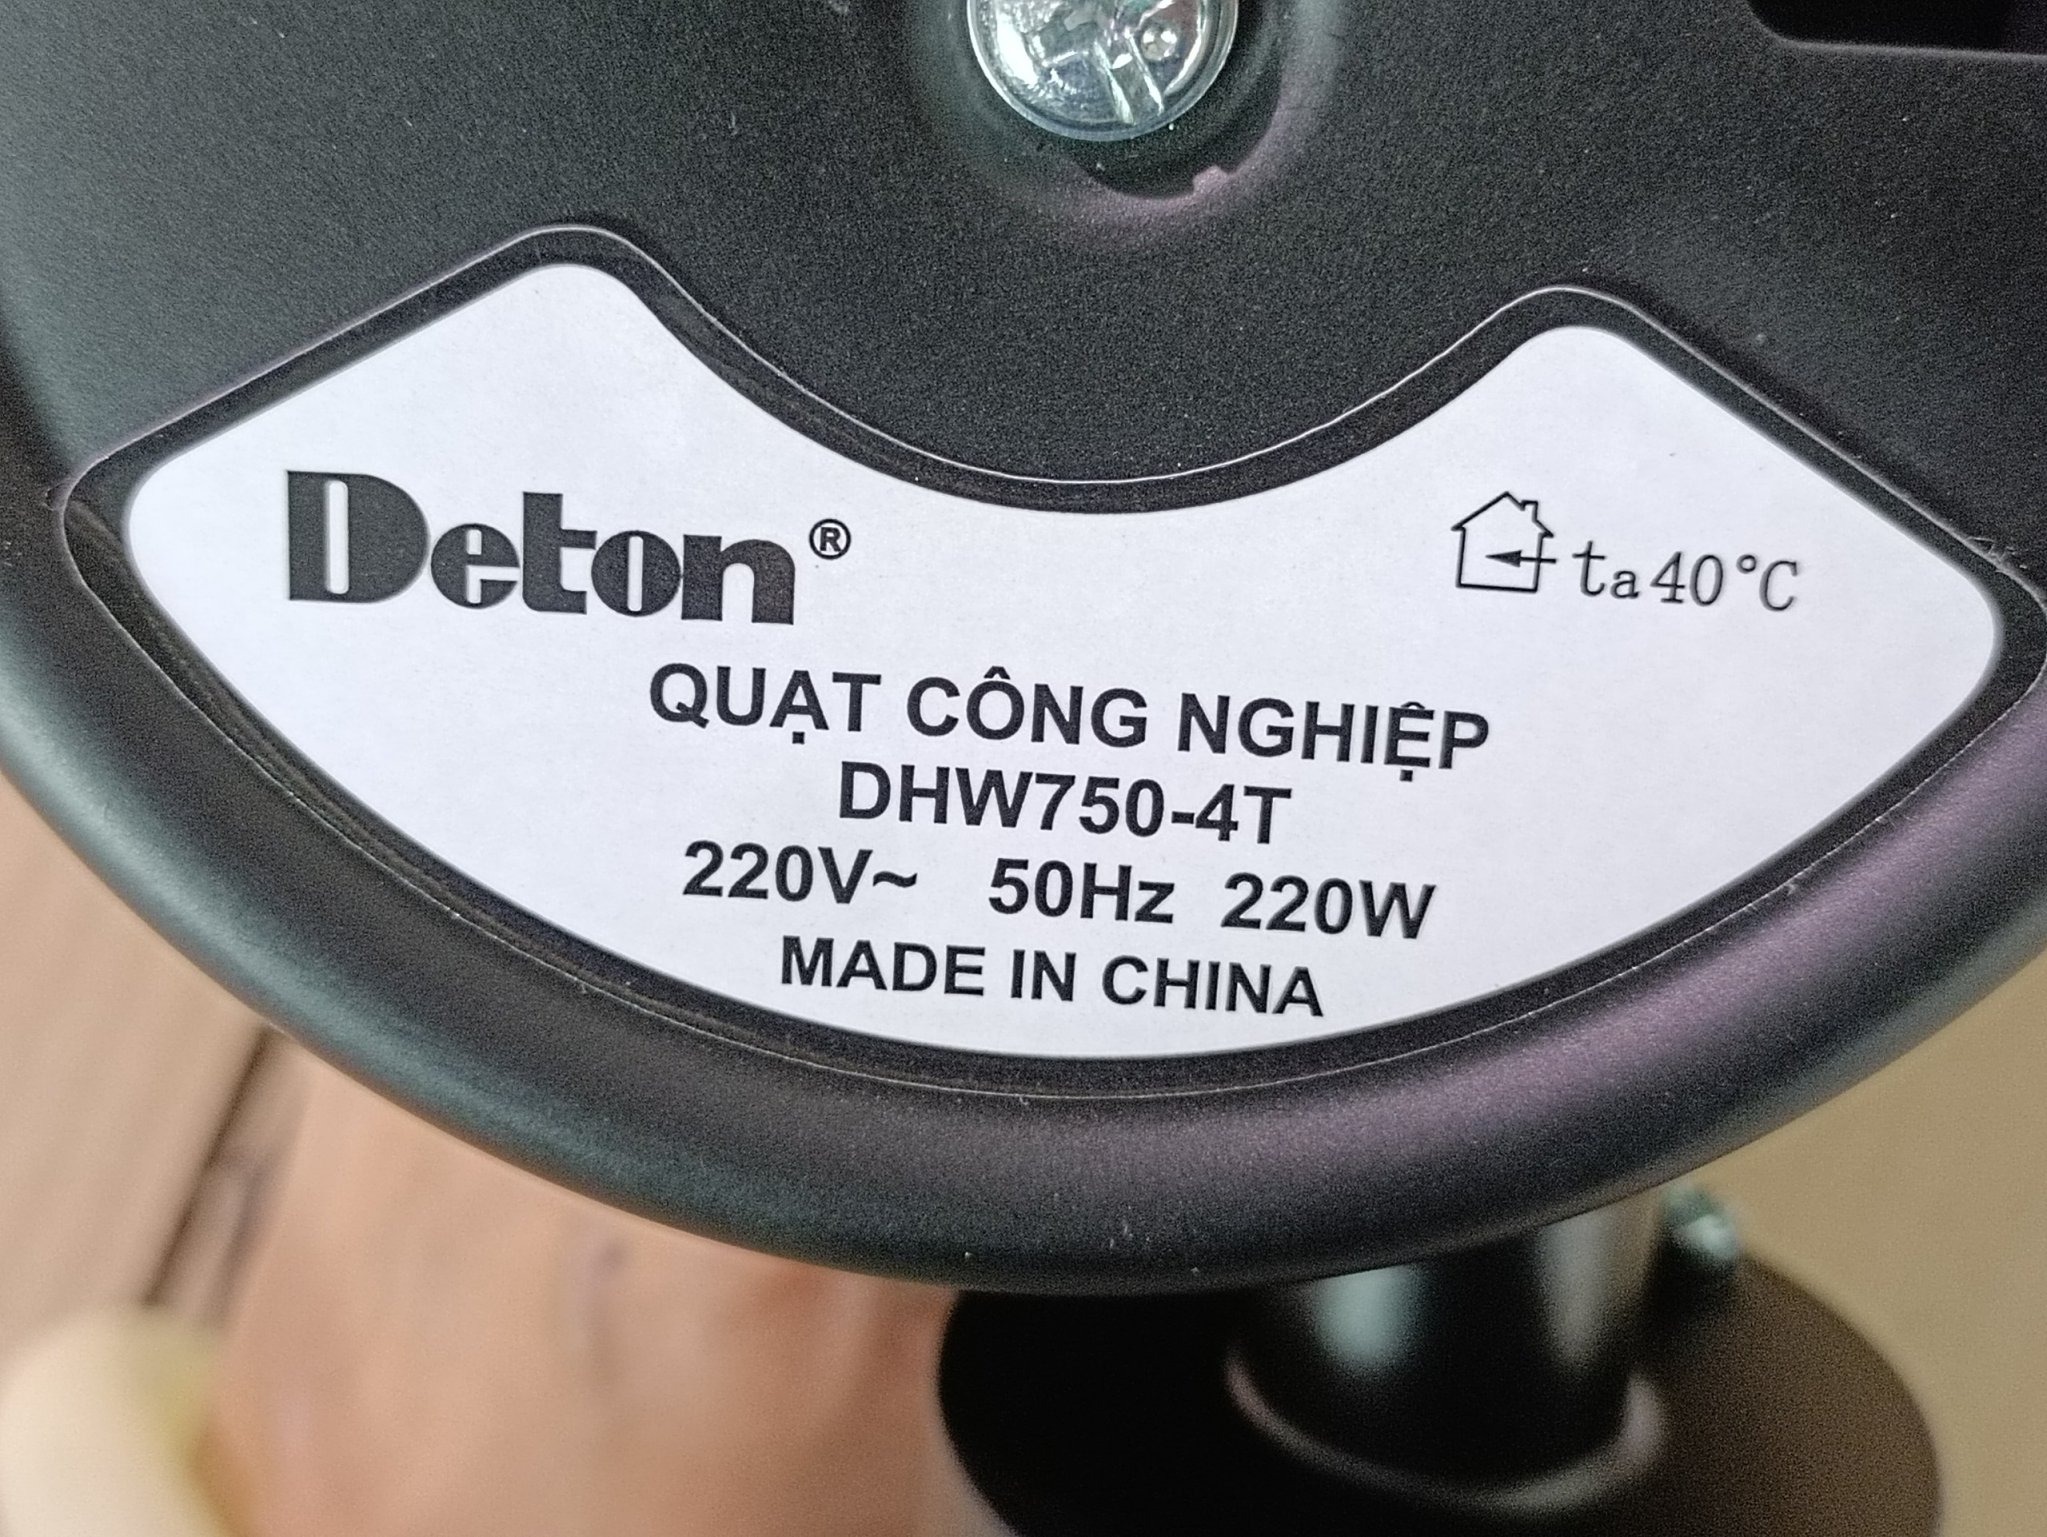 Deton®
ta 40°C
QUẠT CÔNG NGHIỆP
DHW750-4T
220V~ 50Hz 220W
MADE IN CHINA